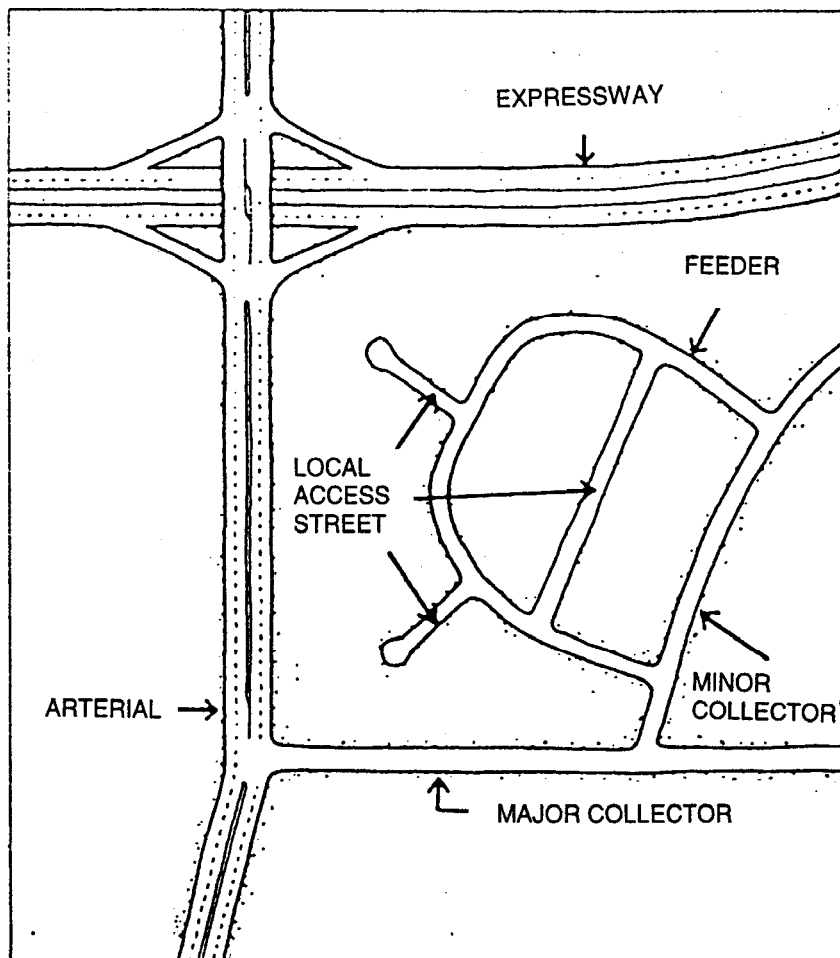 EXPRESSWAY
FEEDER
LOCAL
ACCESS
STREET
MINOR
COLLECTOR
ARTERIAL
MAJOR COLLECTOR